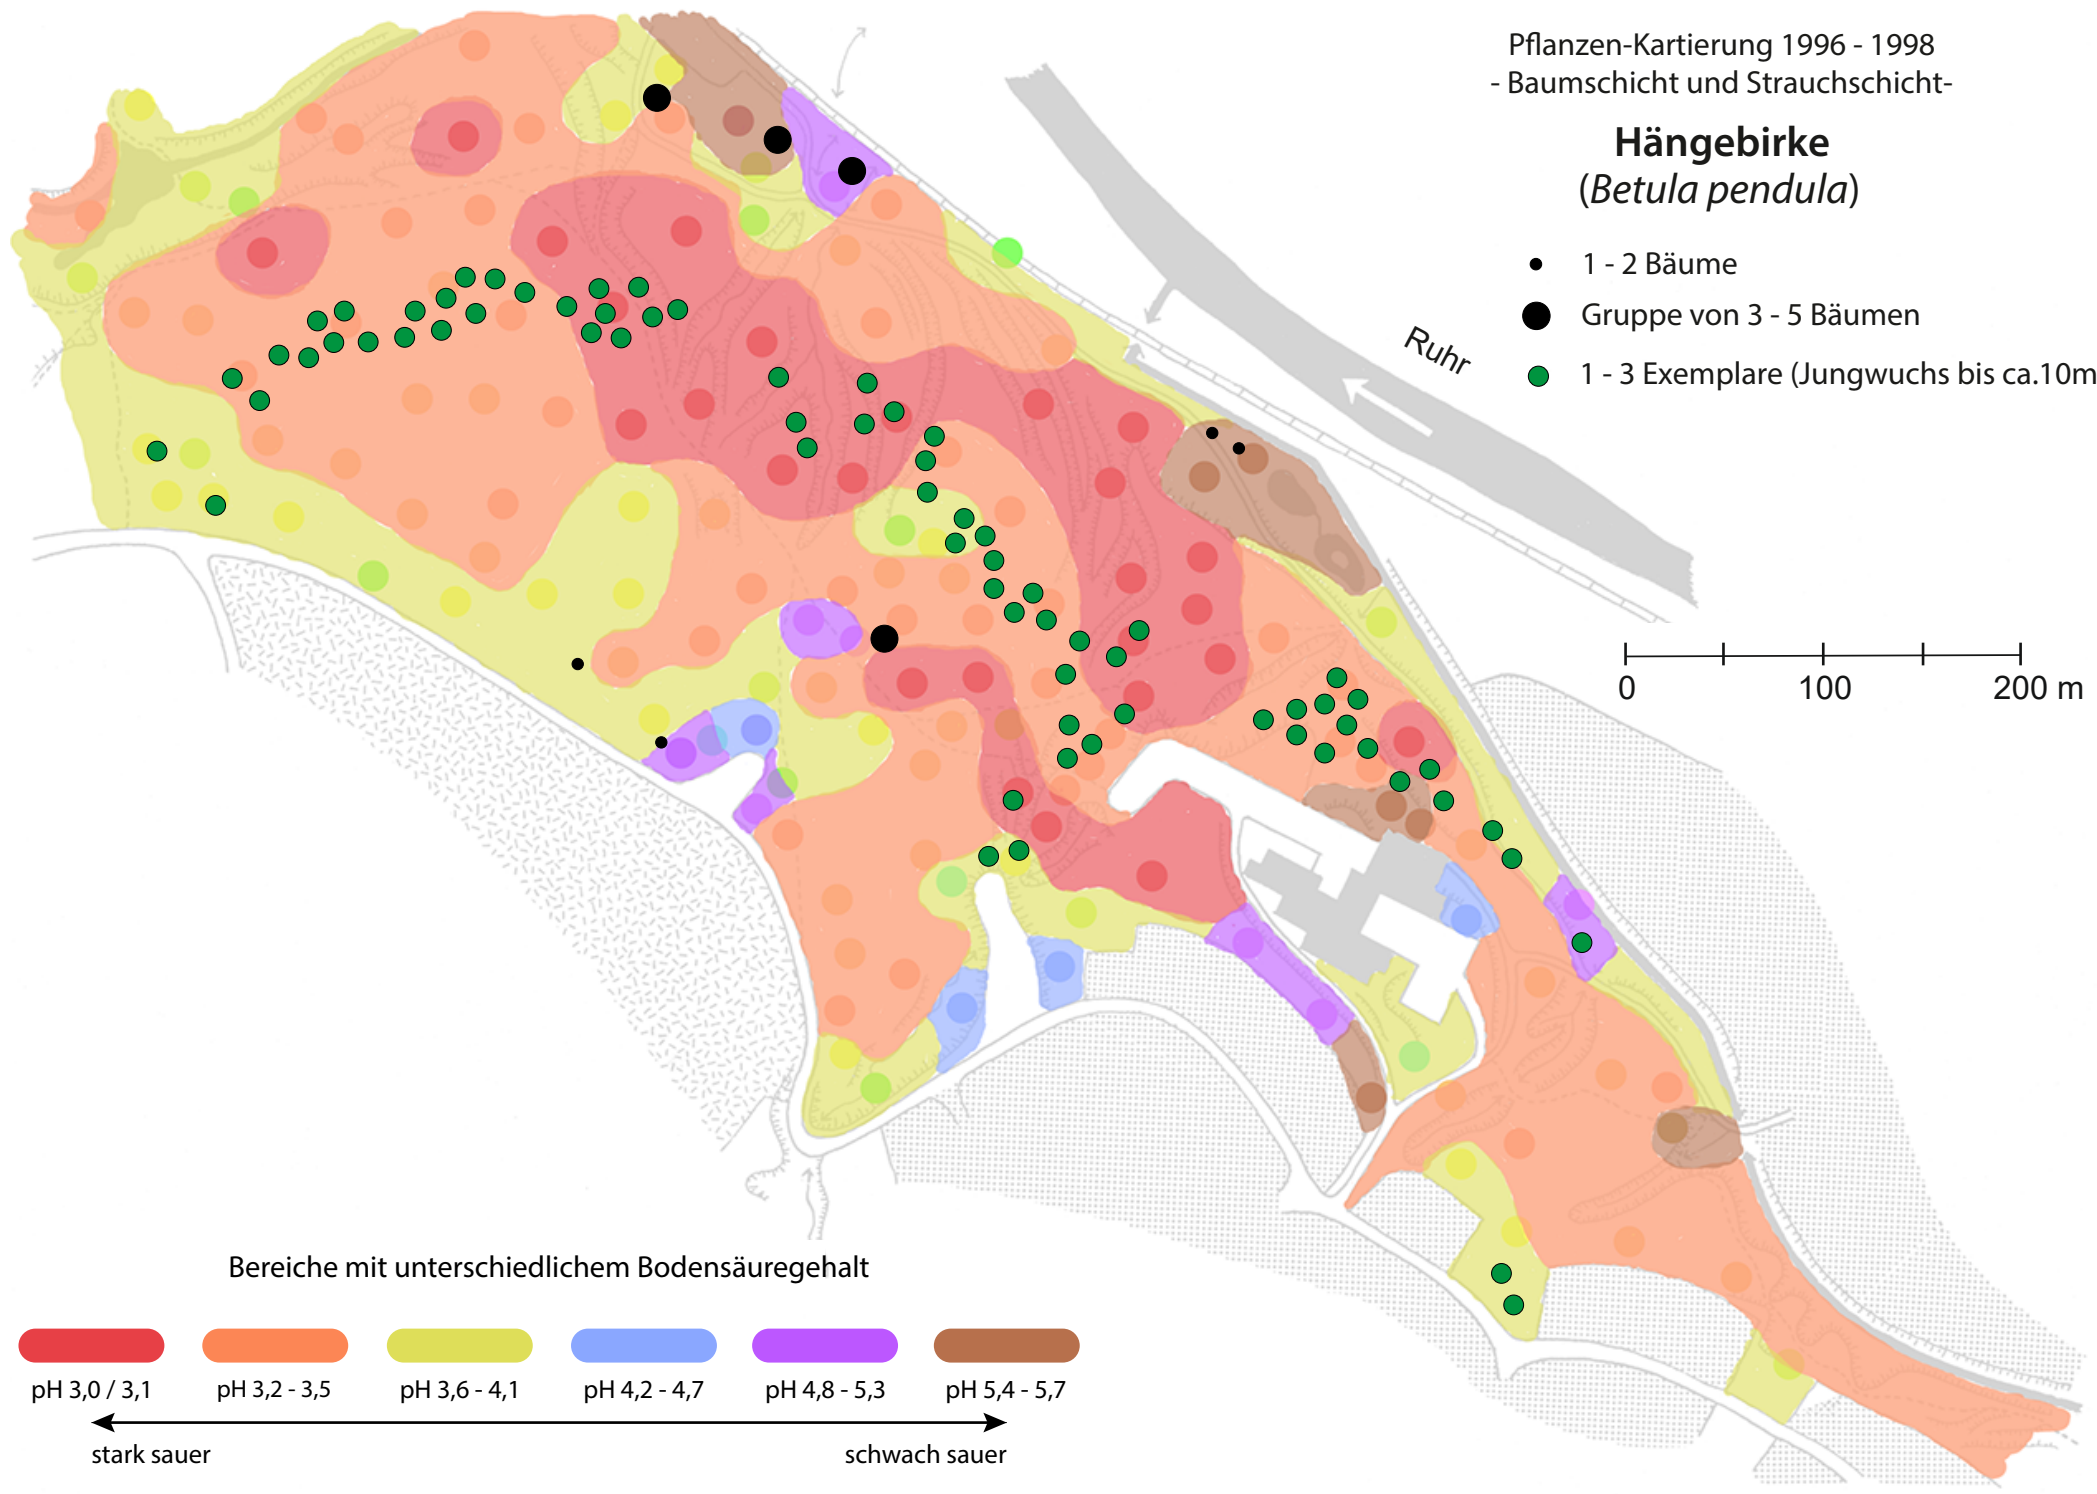 Pflanzen-Kartierung 1996 - 1998
- Baumschicht und Strauchschicht-
Hängebirke
(Betula pendula)
1 - 2 Bäume
Gruppe von 3 - 5 Bäumen
1 - 3 Exemplare (Jungwuchs bis ca.10m
Ruhr
0 100 200 m
Bereiche mit unterschiedlichem Bodensäuregehalt
pH 3,0 / 3,1 pH 3,2 - 3,5 pH 3,6 - 4,1 pH 4,2 - 4,7 pH 4,8 - 5,3 pH 5,4 - 5,7
stark sauer schwach sauer